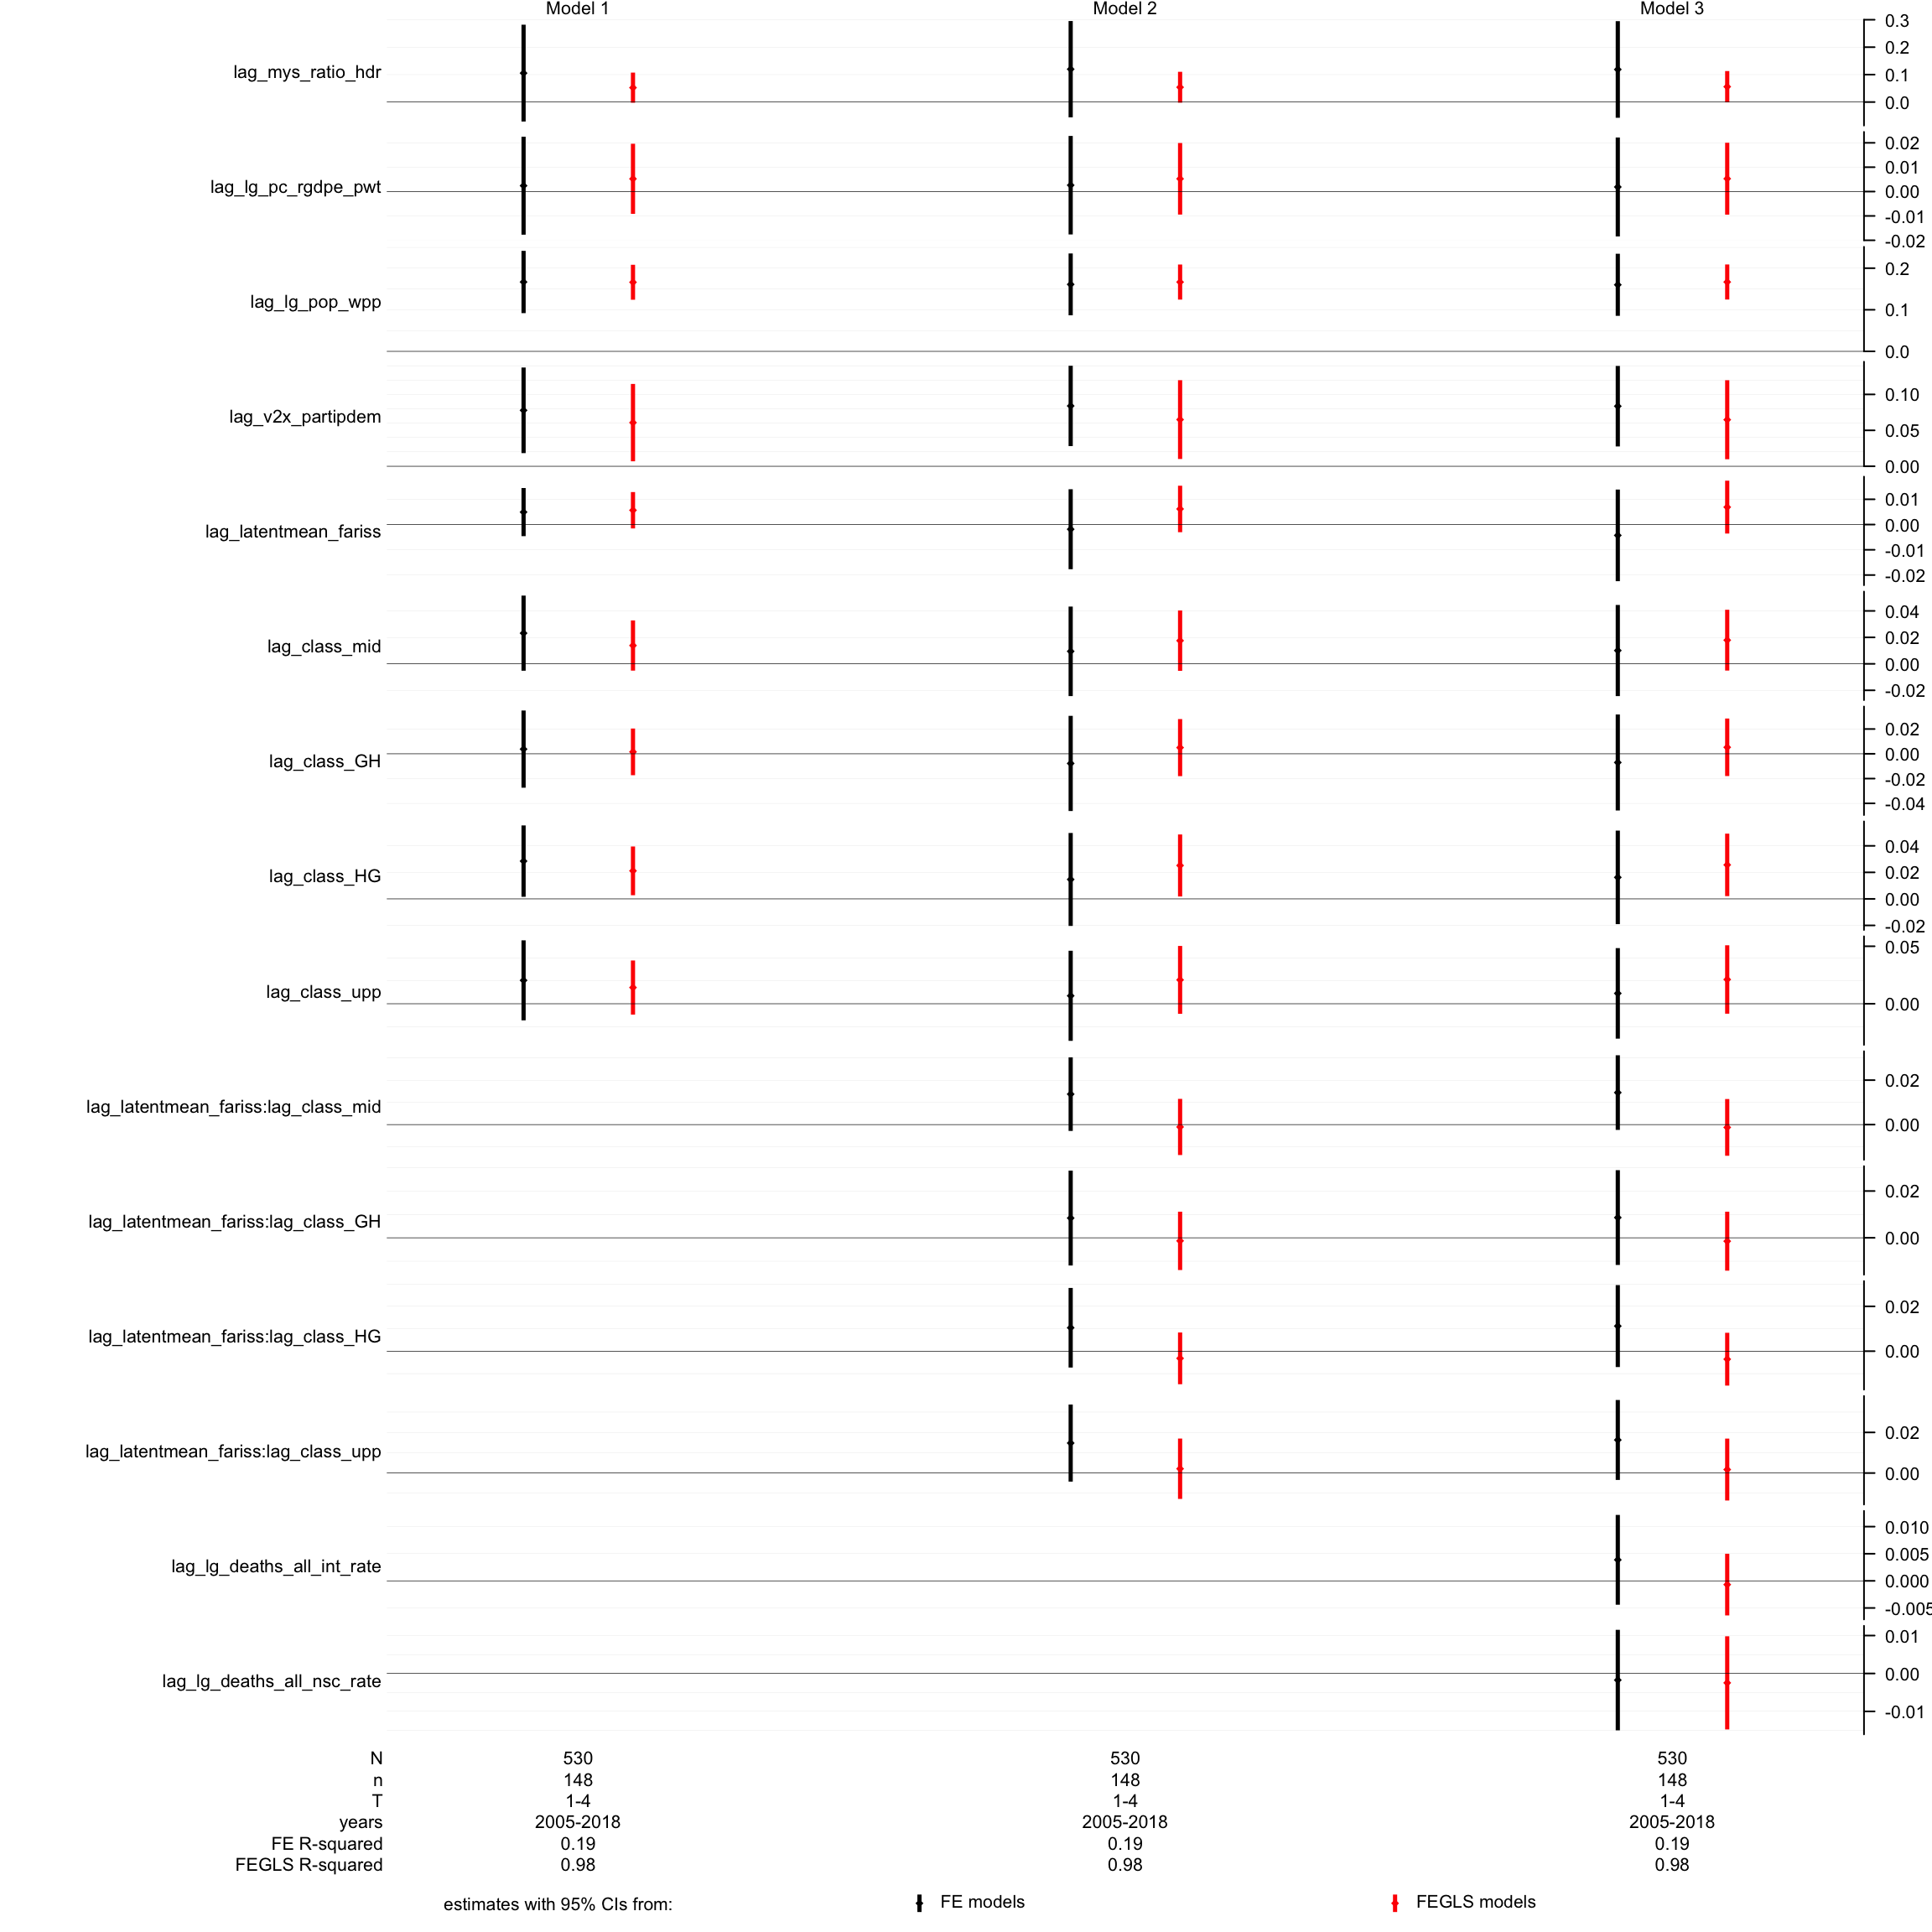 Model 1 Model 2 Model 3
lag_mys_ratio_hdr
0.3
0.2
0.1
0.0
lag_lg_pc_rgdpe_pwt
0.02
0.01
0.00
-0.01
-0.02
lag_lg_pop_wpp
0.2
0.1
0.0
lag_v2x_partipdem
0.10
0.05
0.00
lag_latentmean_fariss
0.01
0.00
-0.01
-0.02
lag_class_mid
0.04
0.02
0.00
-0.02
lag_class_GH
0.02
0.00
-0.02
-0.04
lag_class_HG
0.04
0.02
0.00
-0.02
lag_class_upp
0.05
0.00
lag_latentmean_fariss:lag_class_mid
0.02
0.00
lag_latentmean_fariss:lag_class_GH
0.02
0.00
lag_latentmean_fariss:lag_class_HG
0.02
0.00
lag_latentmean_fariss:lag_class_upp
0.02
0.00
lag_lg_deaths_all_int_rate
0.010
0.005
0.000
-0.005
lag_lg_deaths_all_nsc_rate
0.01
0.00
-0.01
N 530 530 530
n 148 148 148
T 1-4 1-4 1-4
years 2005-2018 2005-2018 2005-2018
FE R-squared 0.19 0.19 0.19
FEGLS R-squared 0.98 0.98 0.98
estimates with 95% CIs from: FE models FEGLS models